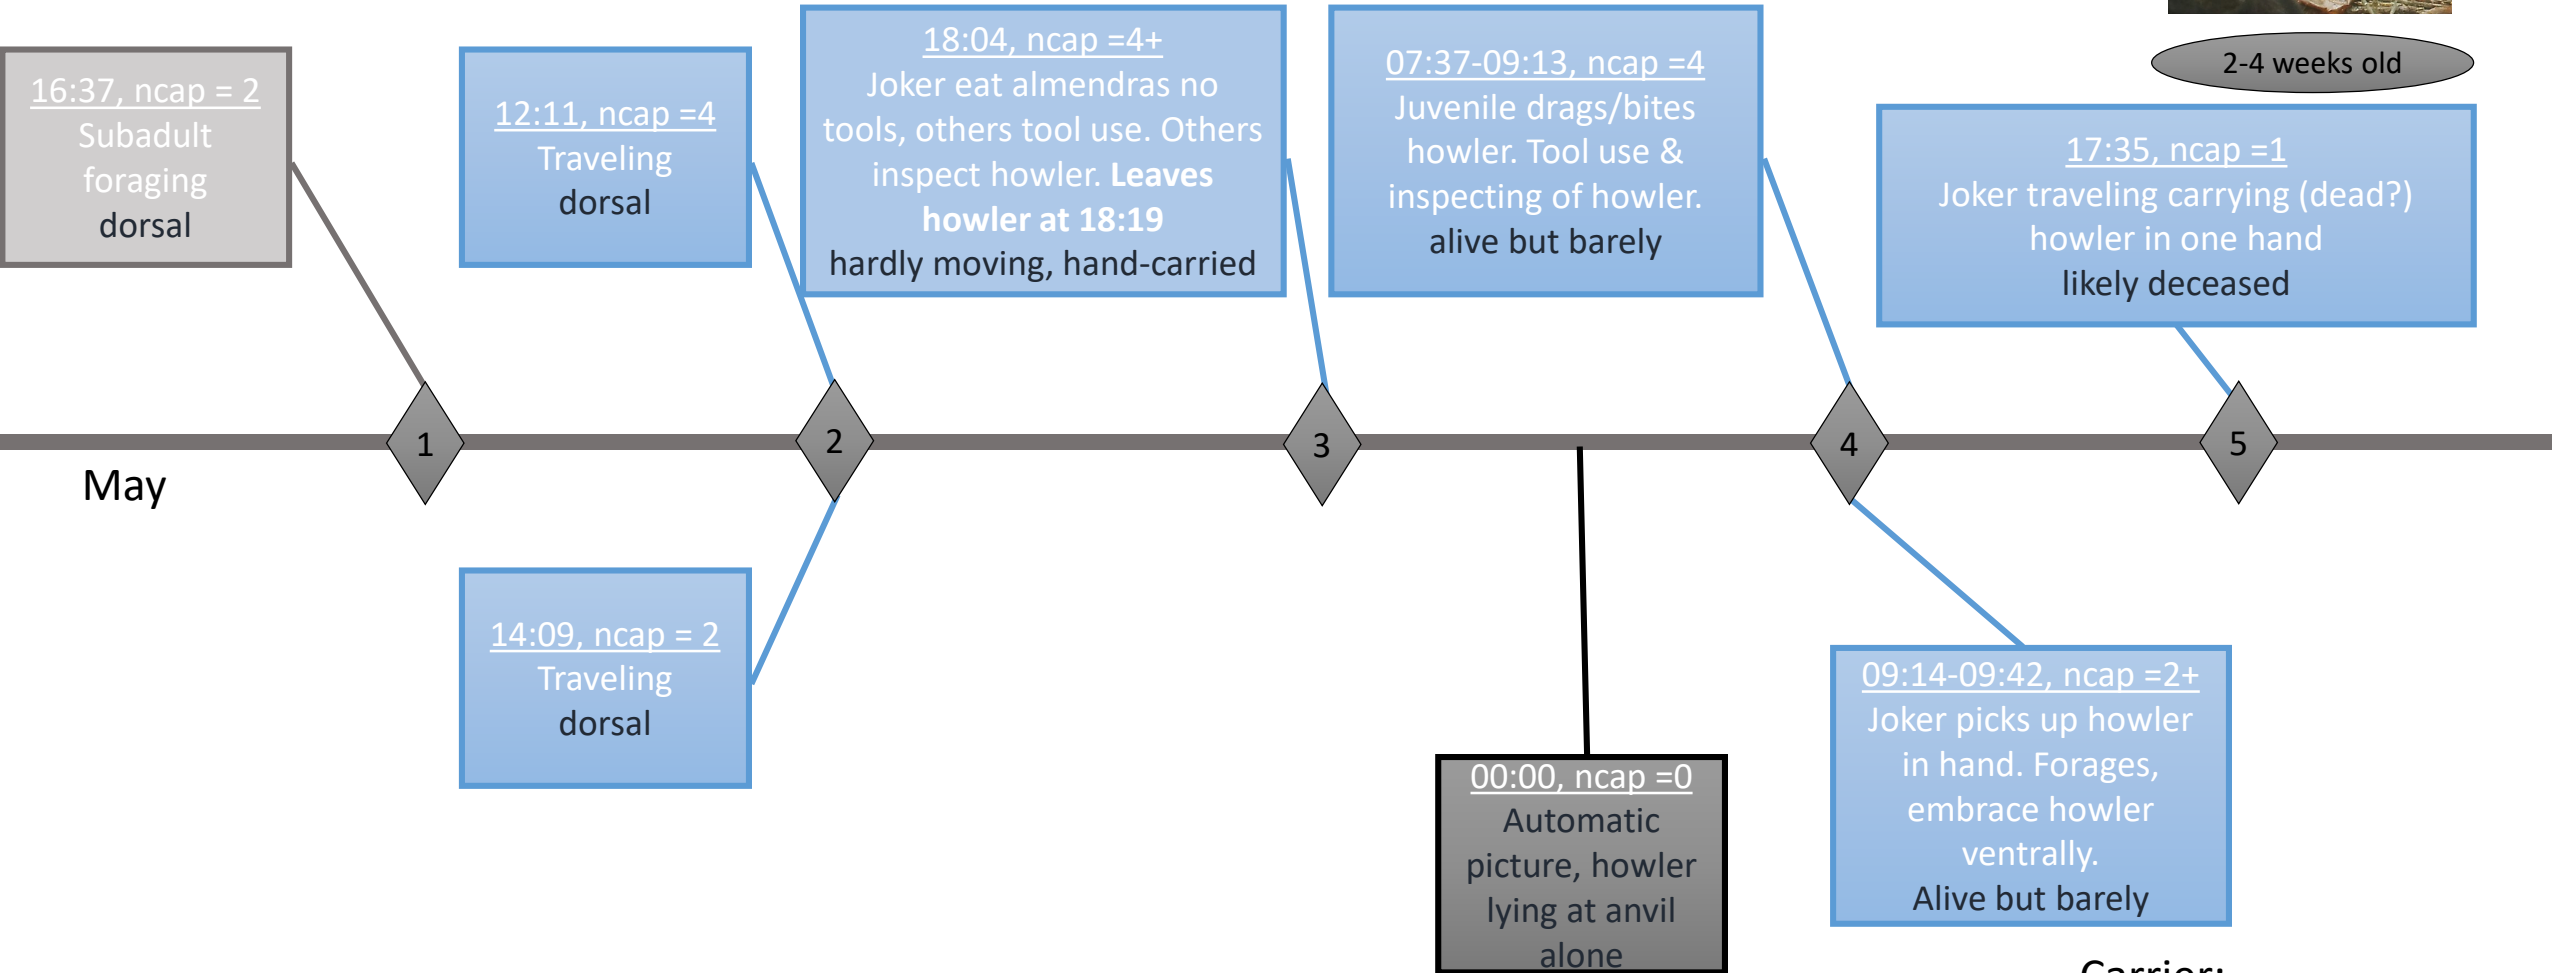 16:37, ncap = 2
Subadult
foraging
dorsal
12:11, ncap =4
Traveling
dorsal
18:04, ncap =4+
Joker eat almendras no
tools, others tool use. Others
inspect howler. Leaves
howler at 18:19
hardly moving, hand-carried
07:37-09:13, ncap =4
Juvenile drags/bites
howler. Tool use &
inspecting of howler.
alive but barely
2-4 weeks old
17:35, ncap =1
Joker traveling carrying (dead?)
howler in one hand
likely deceased
1
2
3
4
5
May
14:09, ncap = 2
Traveling
dorsal
00:00, ncap =0
Automatic
picture, howler
lying at anvil
alone
09:14-09:42, ncap =2+
Joker picks up howler
in hand. Forages,
embrace howler
ventrally.
Alive but barely
Carrier: